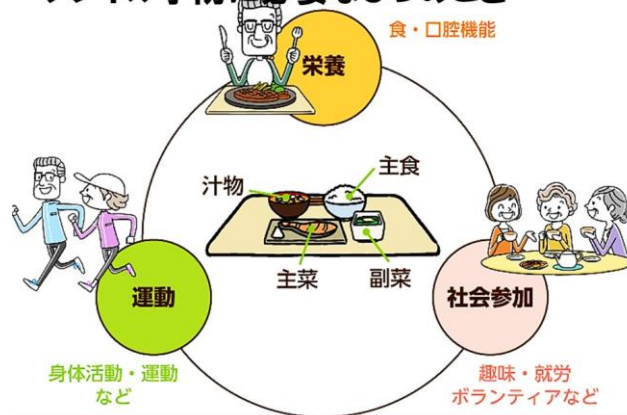 食・口腔機能
栄養
主食
汁物
主菜
副菜
運動
社会参加
身体活動・運動
など
趣味・就労
ボランティアなど